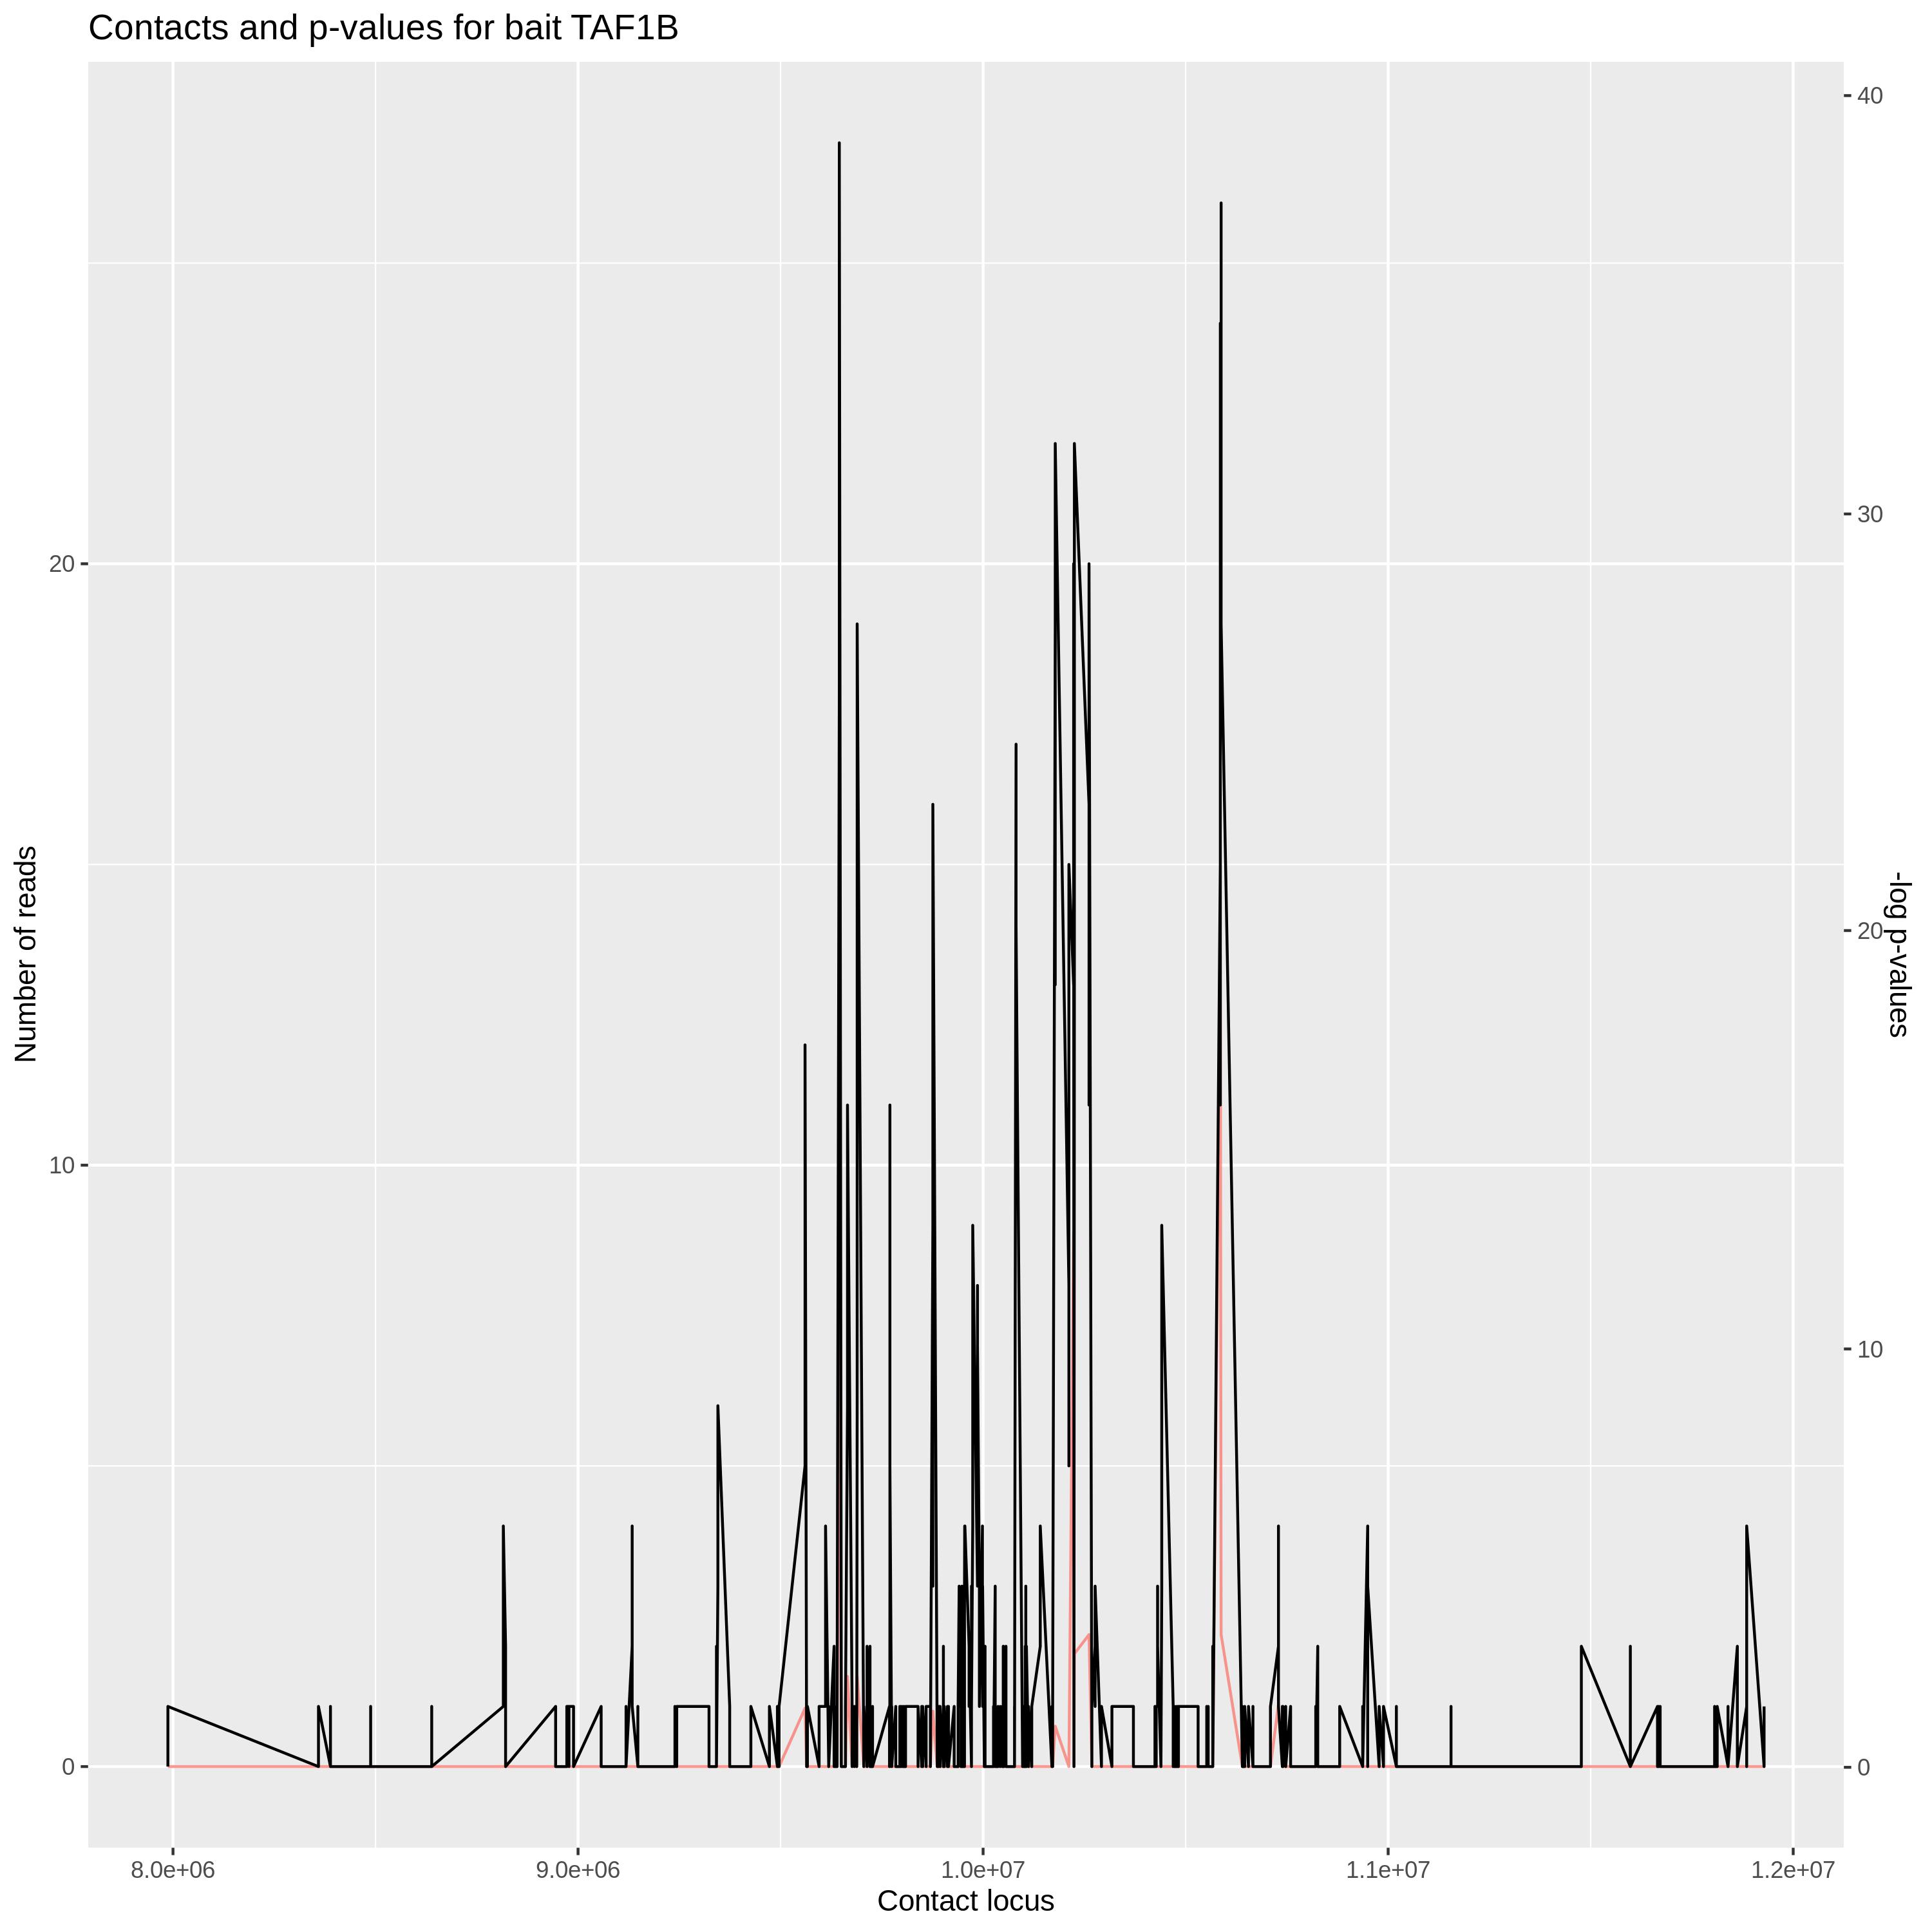 Contacts and p-values for bait TAF1B
Number of reads
20
10
0
40
30
20
10
0
-log p-values
8.0e+06
9.0e+06
1.0e+07
1.1e+07
1.2e+07
Contact locus